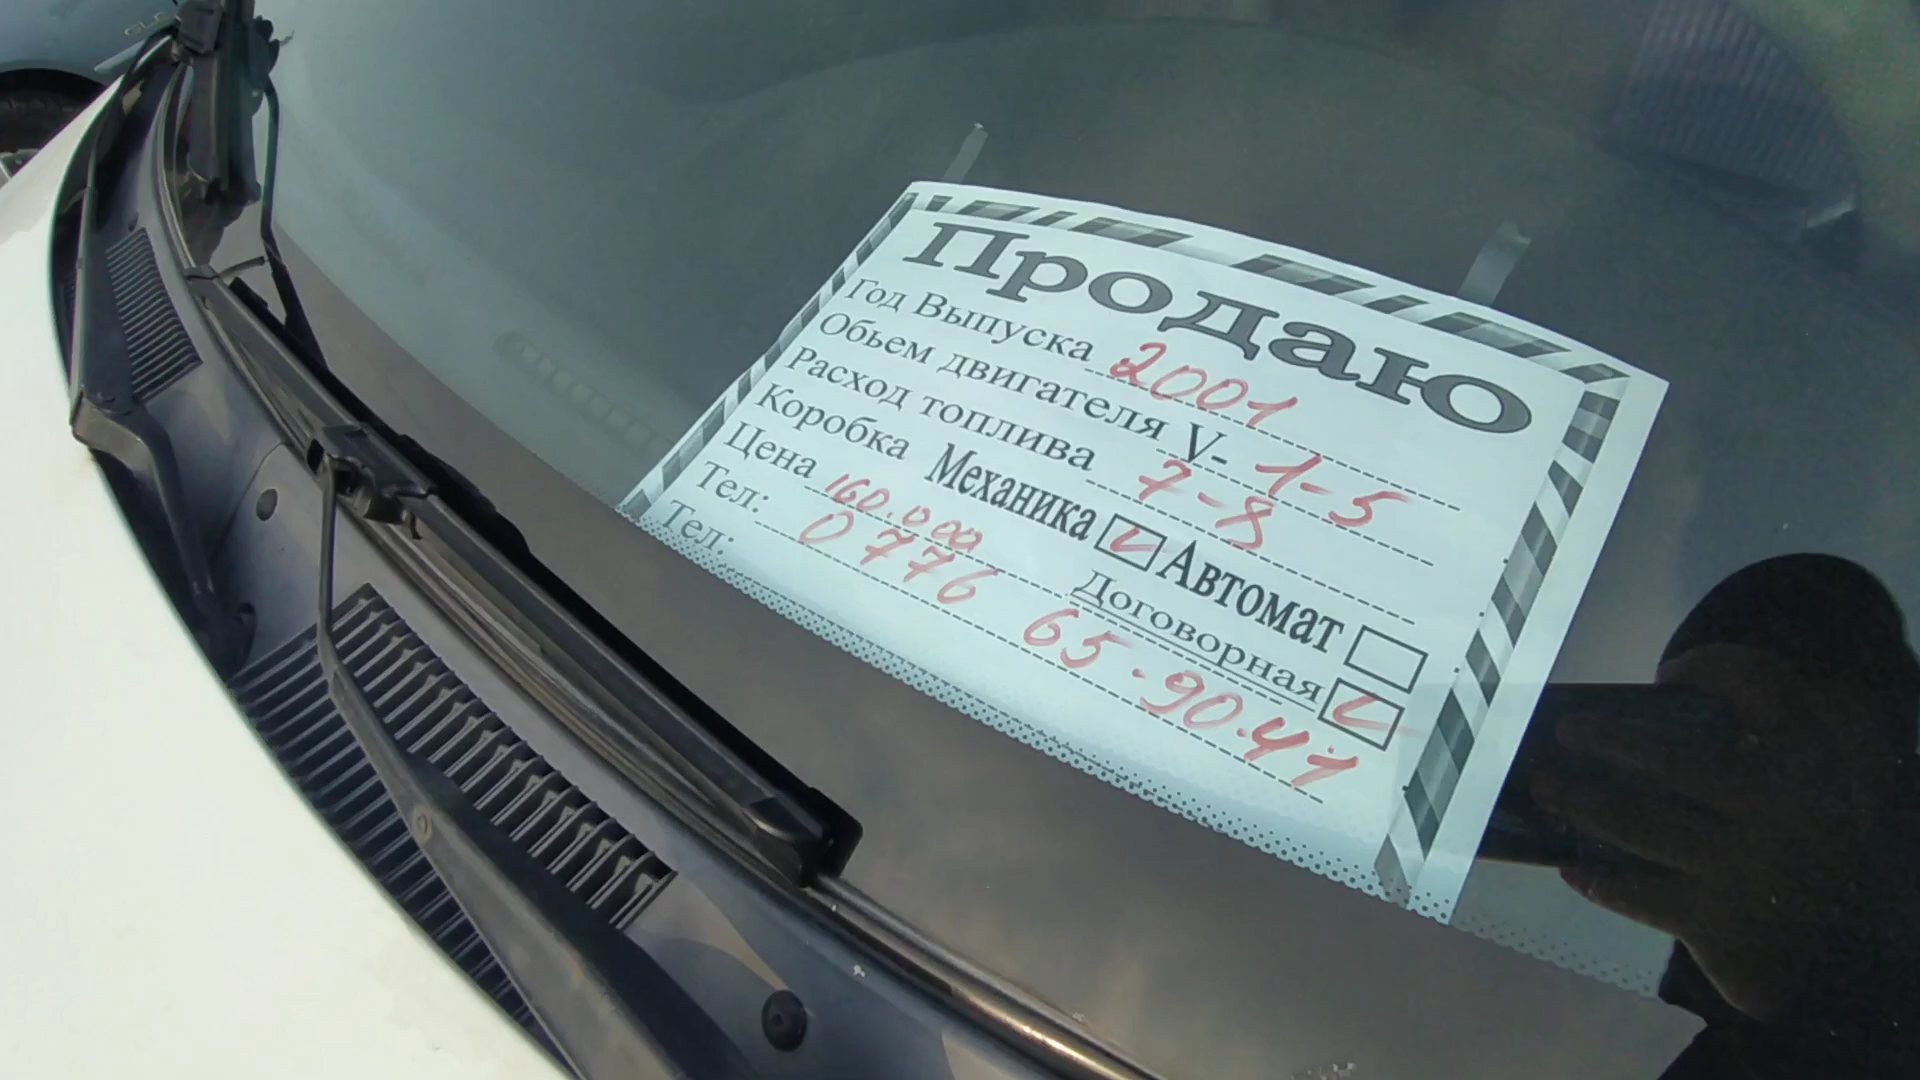 Продаю
Год Выпуска 2001
Обьем двигателя V- 1-5
Расход топлива 7-8
Коробка Механика Автомат
Цена 160.000 Договорная
Тел: 0776 65.90.41
Тел: